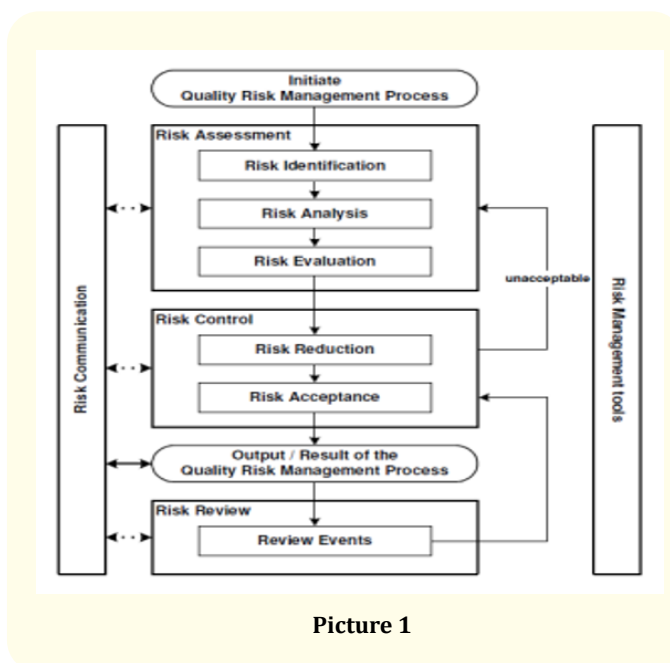 Initiate
Quality Risk Management Process
Risk Assessment
Risk Identification
Risk Analysis
Risk Evaluation
unacceptable
Risk Communication
Risk Management tools
Risk Control
Risk Reduction
Risk Acceptance
Output / Result of the
Quality Risk Management Process
Risk Review
Review Events
Picture 1